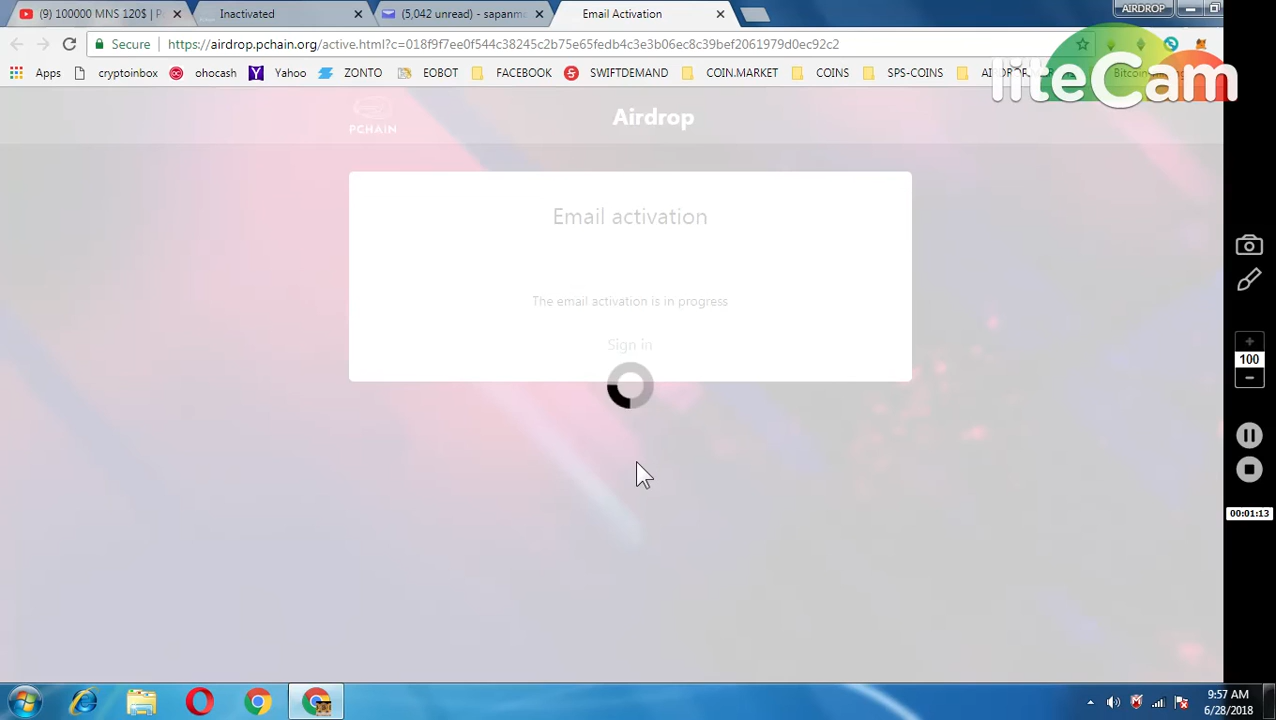 (9) 100000 MNS 120$ | P
Inactivated
(5,042 unread) - sapanm
Email Activation
AIRDROP
Secure
https://airdrop.pchain.org/active.html?c=018f9f7ee0f544c38245c2b75e65fedb4c3e3b06ec8c39bef2061979d0ec92c2
Apps
cryptoinbox
ohocash
Yahoo
EOBOT
FACEBOOK
SWIFTDEMAND
COIN.MARKET
COINS
SPS-COINS
liteCam
PCHAIN
Airdrop
Email activation
The email activation is in progress
Sign in
100
00:01:13
9:57 AM
6/28/2018